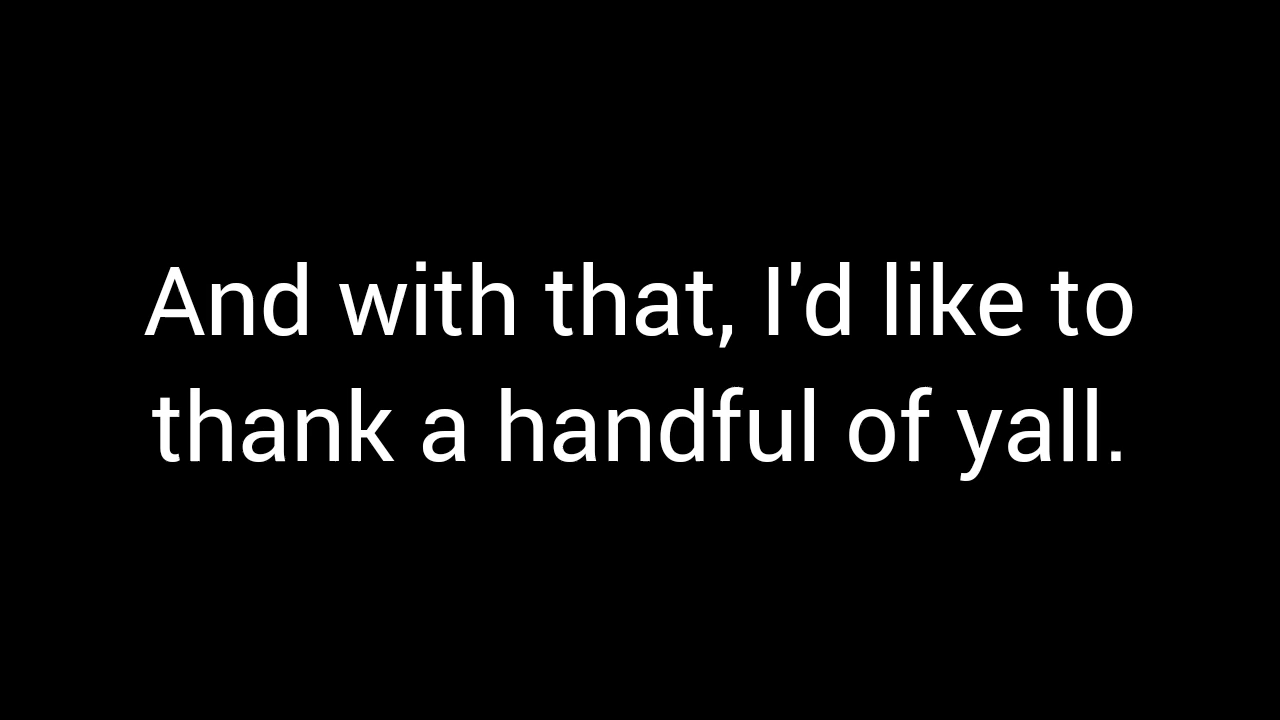 And with that, I'd like to
thank a handful of yall.